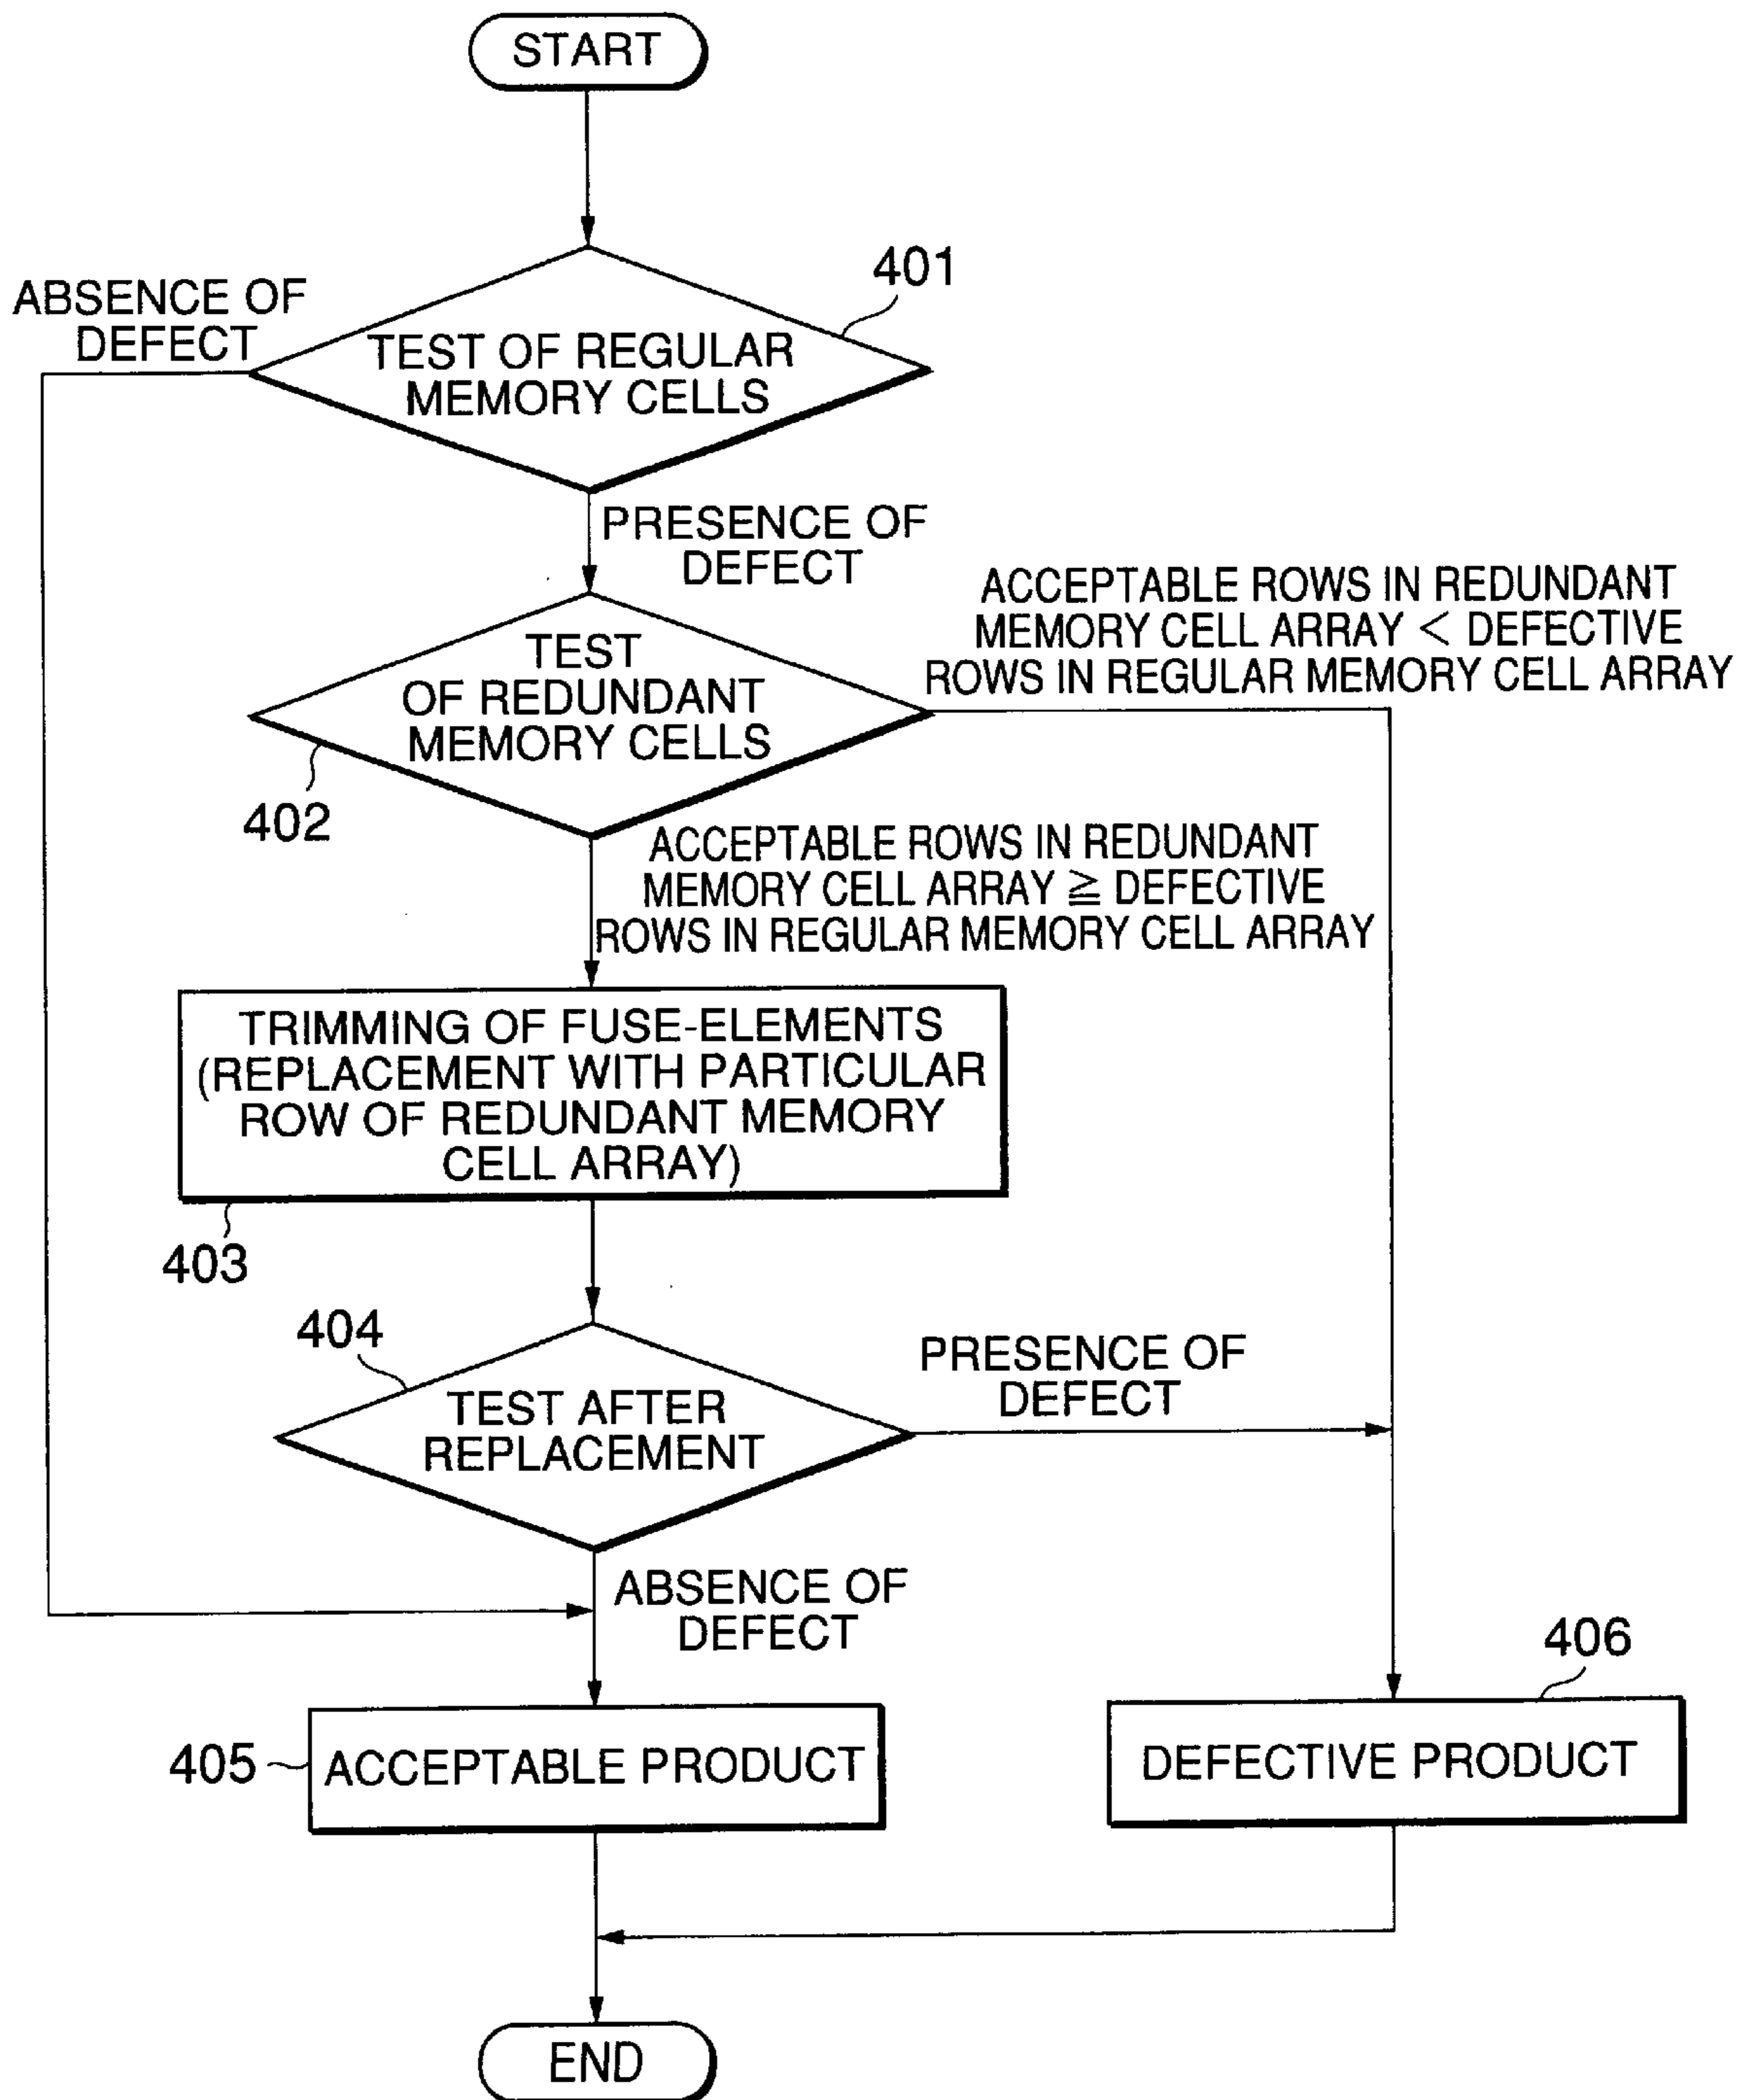 START
401
ABSENCE OF
DEFECT
TEST OF REGULAR
MEMORY CELLS
PRESENCE OF
DEFECT
ACCEPTABLE ROWS IN REDUNDANT
MEMORY CELL ARRAY < DEFECTIVE
ROWS IN REGULAR MEMORY CELL ARRAY
TEST
OF REDUNDANT
MEMORY CELLS
402
ACCEPTABLE ROWS IN REDUNDANT
MEMORY CELL ARRAY ≧ DEFECTIVE
ROWS IN REGULAR MEMORY CELL ARRAY
TRIMMING OF FUSE-ELEMENTS
(REPLACEMENT WITH PARTICULAR
ROW OF REDUNDANT MEMORY
CELL ARRAY)
403
404
PRESENCE OF
DEFECT
TEST AFTER
REPLACEMENT
ABSENCE OF
DEFECT
406
405
ACCEPTABLE PRODUCT
DEFECTIVE PRODUCT
END